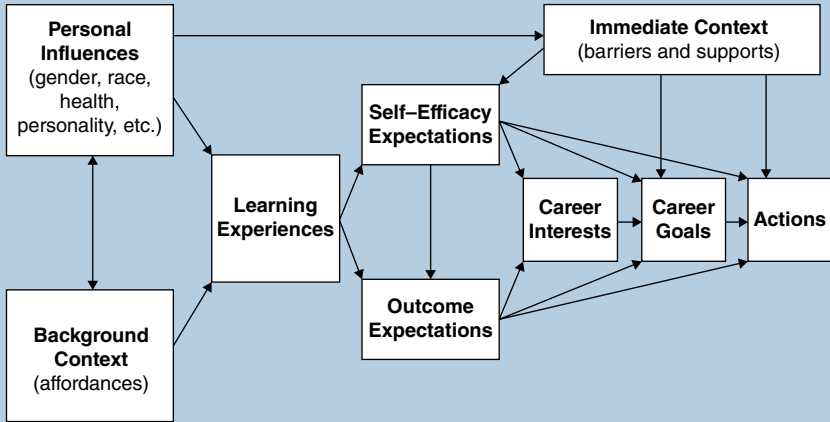 Personal
Influences
(gender, race,
health,
personality, etc.)
Immediate Context
(barriers and supports)
Self–Efficacy
Expectations
Learning
Experiences
Career
Interests
Career
Goals
Actions
Outcome
Expectations
Background
Context
(affordances)